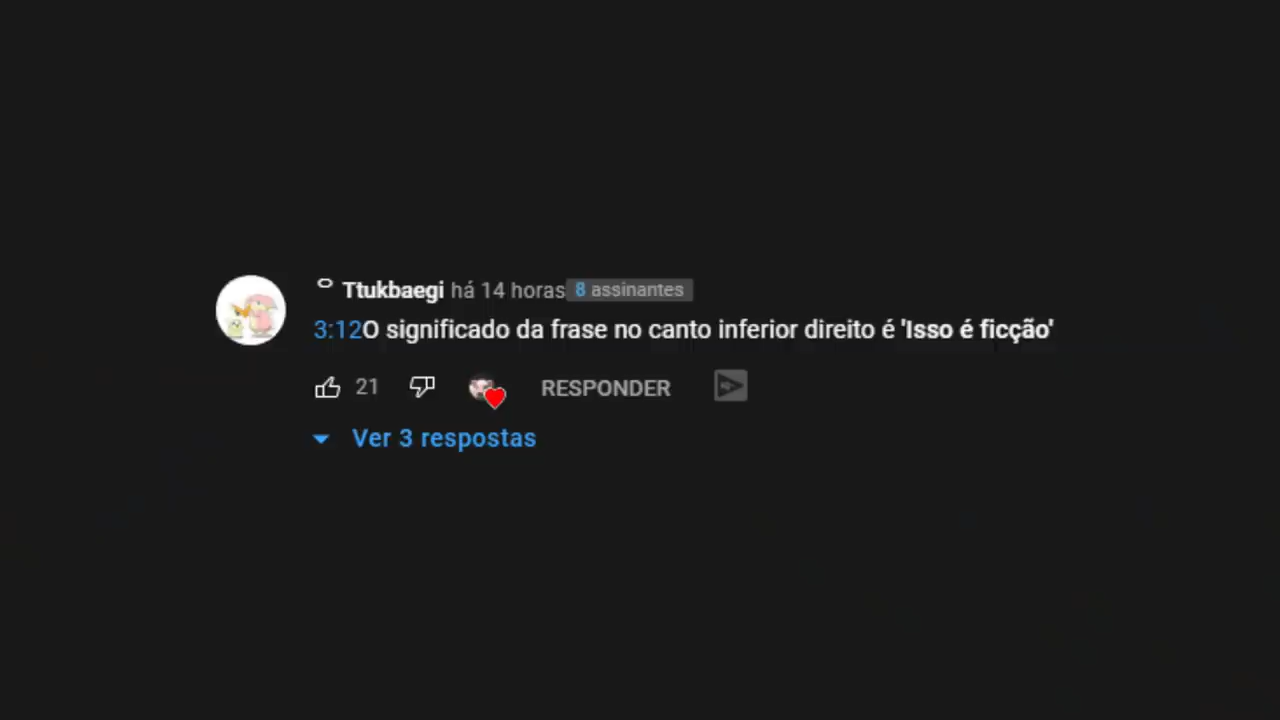 Ttukbaegi há 14 horas 8 assinantes
3:12O significado da frase no canto inferior direito é 'Isso é ficção'
21 RESPONDER
Ver 3 respostas